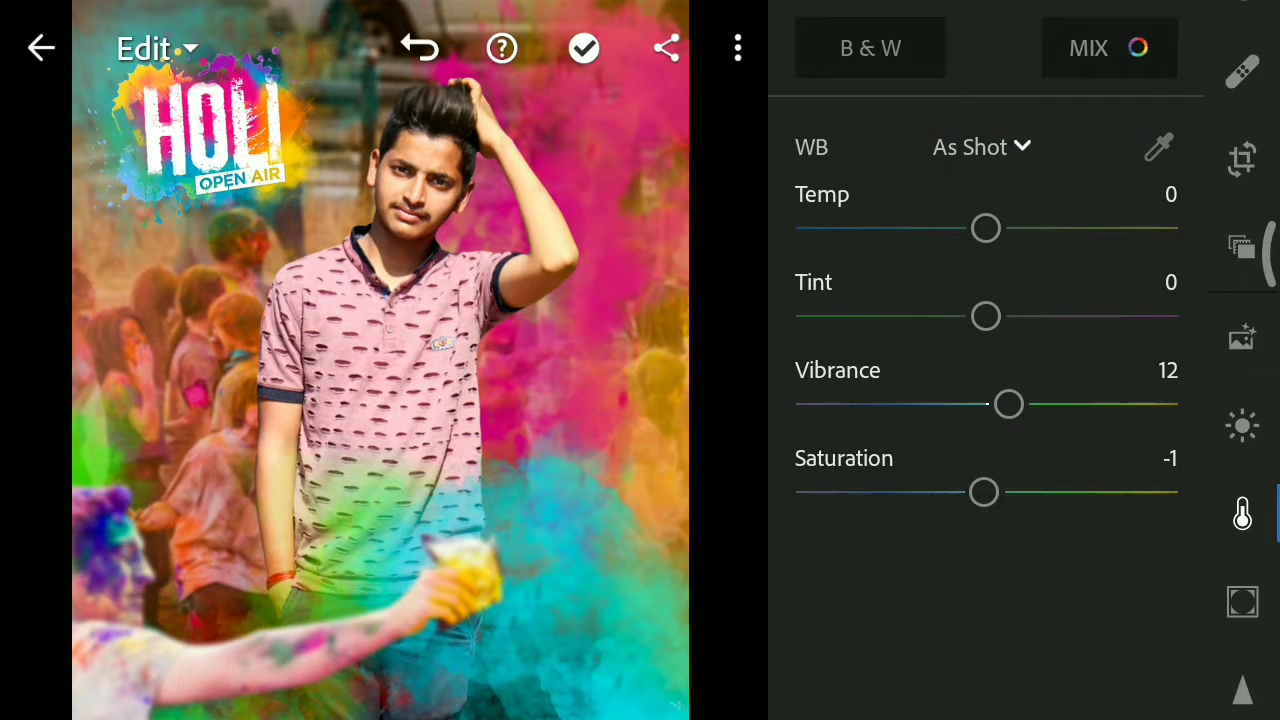 Edit
HOLI
OPEN AIR
B & W
MIX
WB
As Shot
Temp
0
Tint
0
Vibrance
12
Saturation
-1